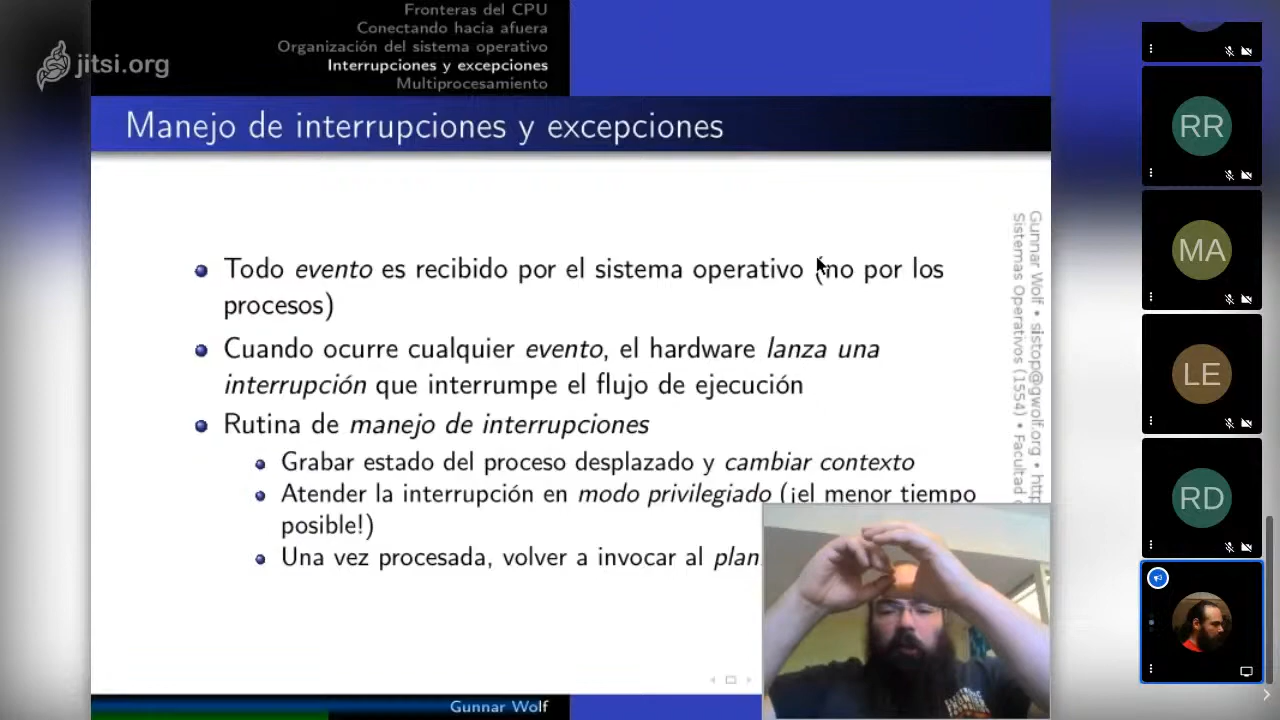 Fronteras del CPU
Conectando hacia afuera
Organización del sistema operativo
Interrupciones y excepciones
Multiprocesamiento
jitsi.org
Manejo de interrupciones y excepciones
Todo evento es recibido por el sistema operativo (no por los
procesos)
Cuando ocurre cualquier evento, el hardware lanza una
interrupción que interrumpe el flujo de ejecución
Rutina de manejo de interrupciones
Grabar estado del proceso desplazado y cambiar contexto
Atender la interrupción en modo privilegiado (¡el menor tiempo
posible!)
Una vez procesada, volver a invocar al plan
Gunnar Wolf • sistop@gwolf.org • http
Sistemas Operativos (1554) • Facultad
Gunnar Wolf
RR
MA
LE
RD